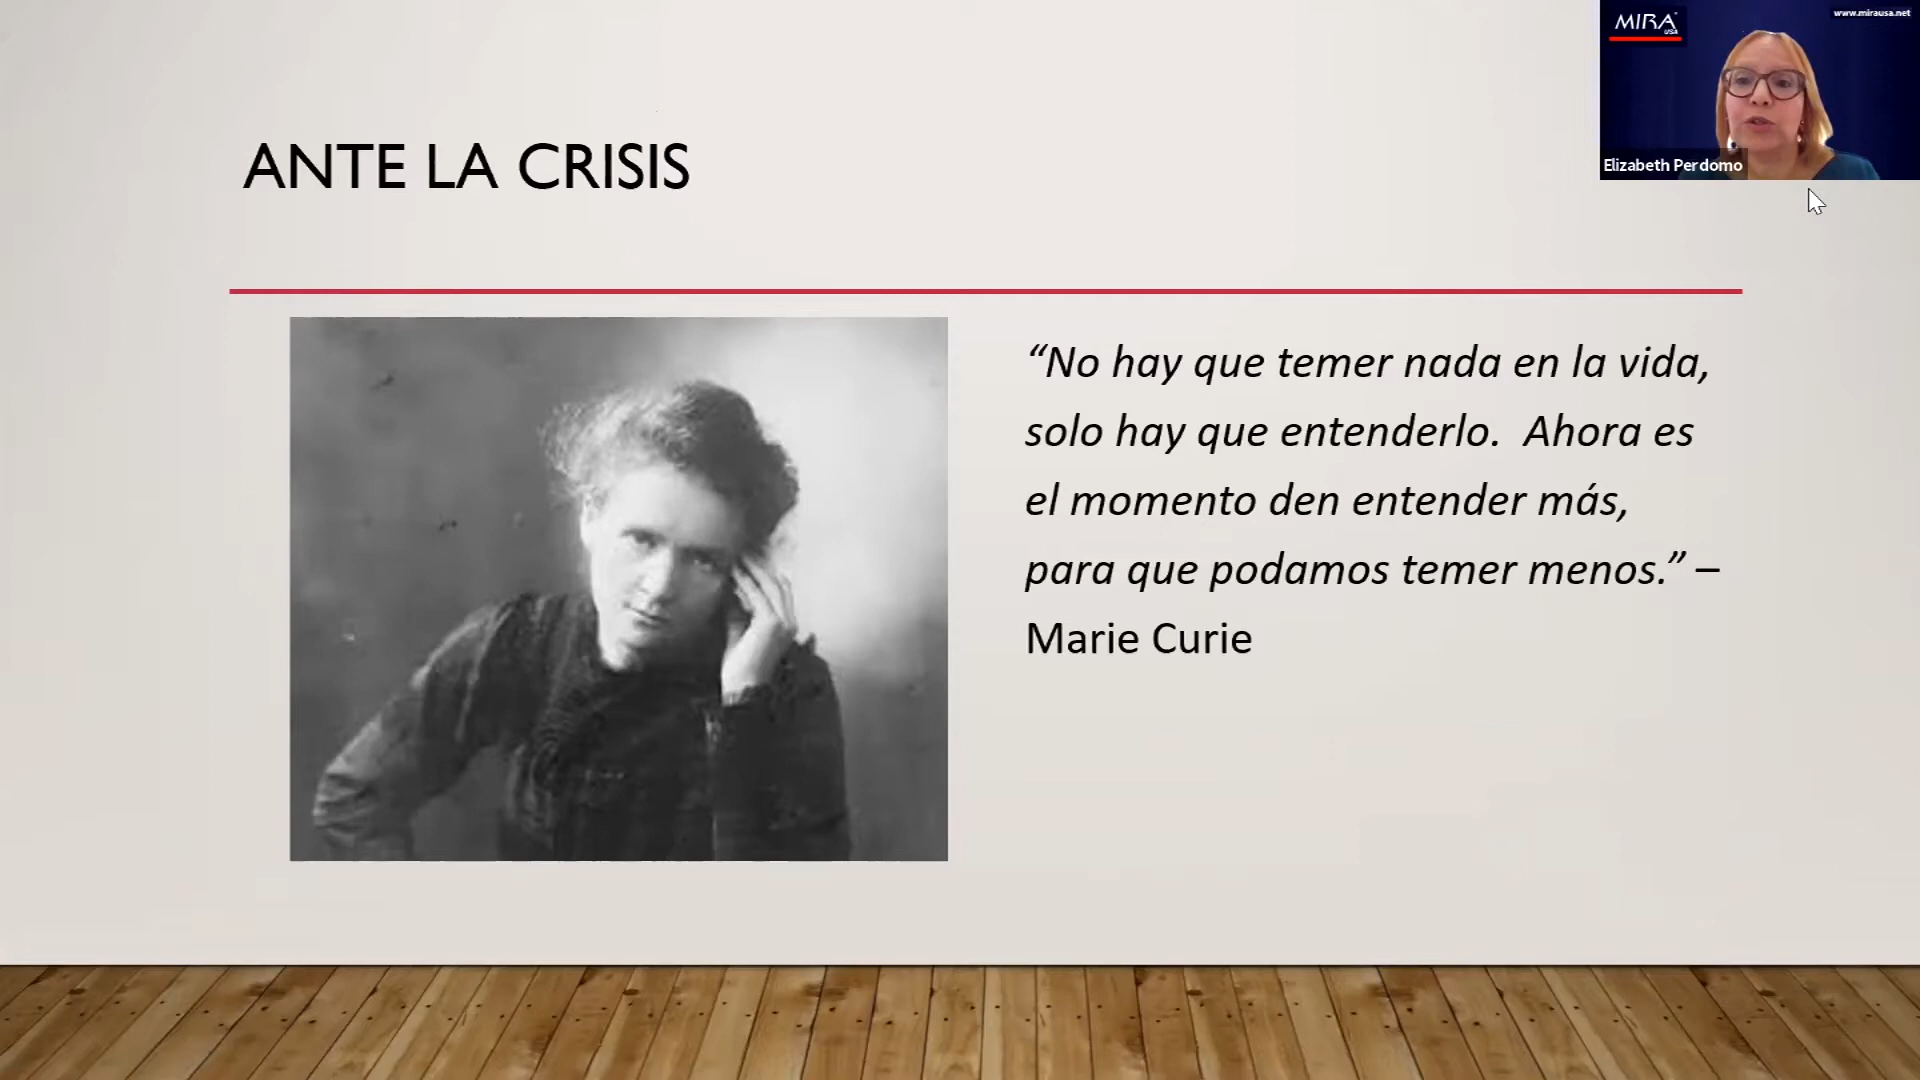 MIRA
USA
www.mirausa.net
Elizabeth Perdomo
ANTE LA CRISIS
“No hay que temer nada en la vida,
solo hay que entenderlo.  Ahora es
el momento den entender más,
para que podamos temer menos.” –
Marie Curie